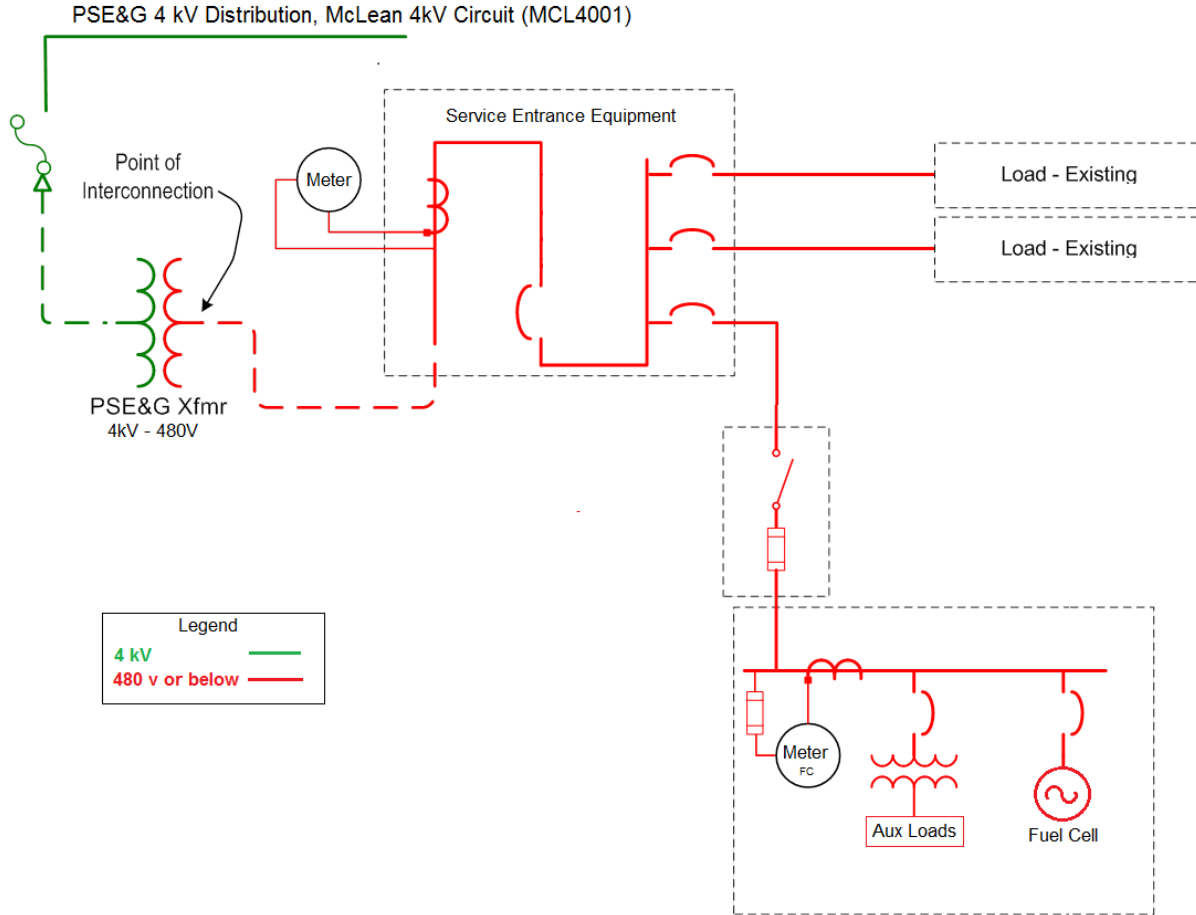 PSE&G 4 kV Distribution, McLean 4kV Circuit (MCL4001)
Service Entrance Equipment
Point of
Interconnection
Meter
Load - Existing
Load - Existing
PSE&G Xfmr
4kV - 480V
Legend
4 kV
480 v or below
Meter
FC
Aux Loads
Fuel Cell